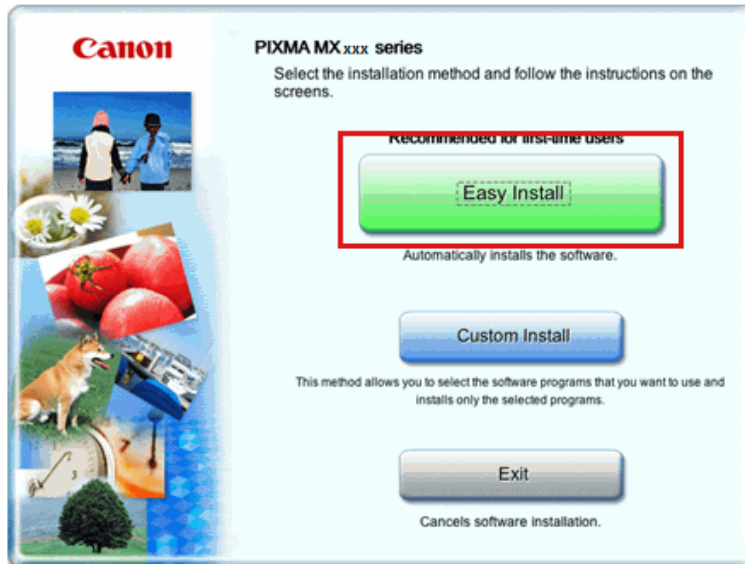 Canon
PIXMA MX xxx series
Select the installation method and follow the instructions on the
screens.
Recommended for first-time users
Easy Install
Automatically installs the software.
Custom Install
This method allows you to select the software programs that you want to use and
installs only the selected programs.
Exit
Cancels software installation.